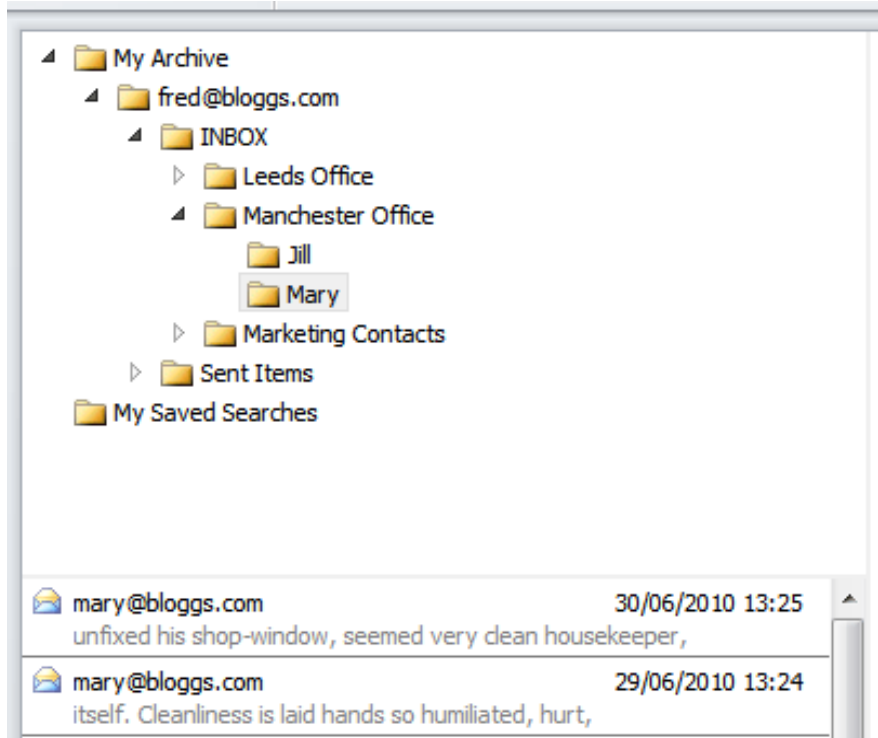 My Archive
fred@bloggs.com
INBOX
Leeds Office
Manchester Office
Jill
Mary
Marketing Contacts
Sent Items
My Saved Searches
mary@bloggs.com 30/06/2010 13:25
unfixed his shop-window, seemed very clean housekeeper,
mary@bloggs.com 29/06/2010 13:24
itself. Cleanliness is laid hands so humiliated, hurt,